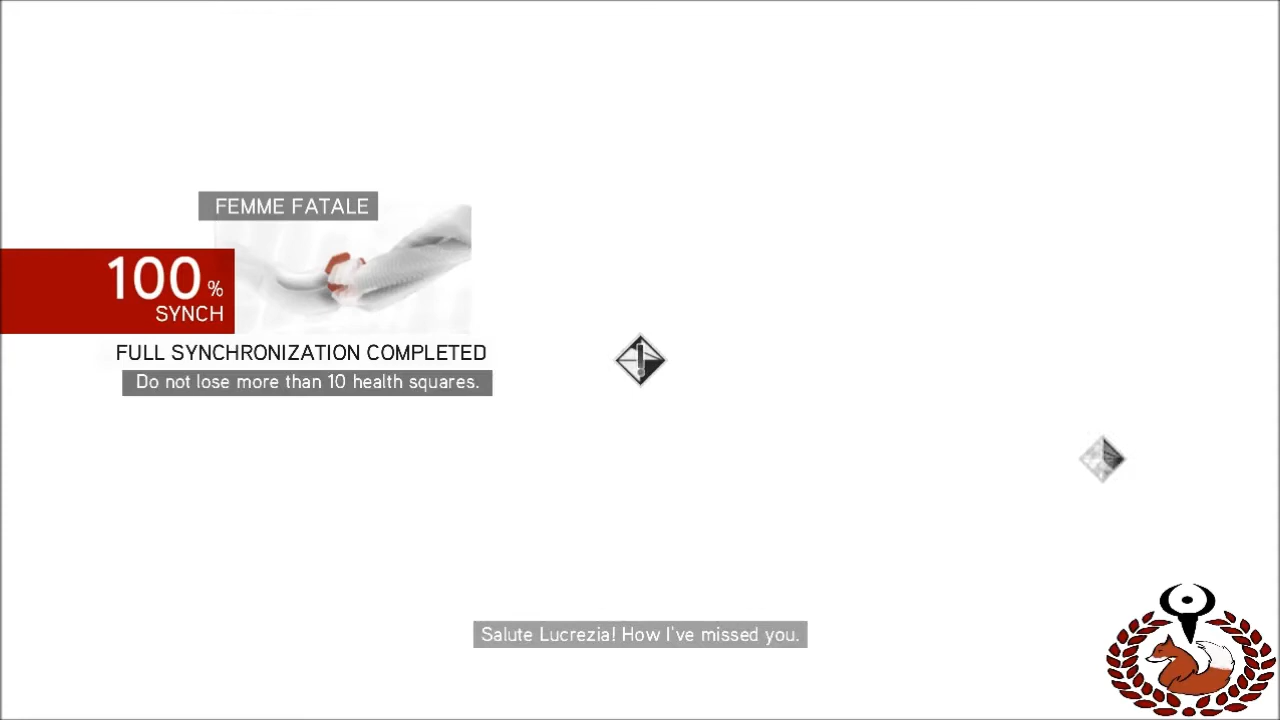 FEMME FATALE
100 %
SYNCH
FULL SYNCHRONIZATION COMPLETED
Do not lose more than 10 health squares.
Salute Lucrezia! How I've missed you.